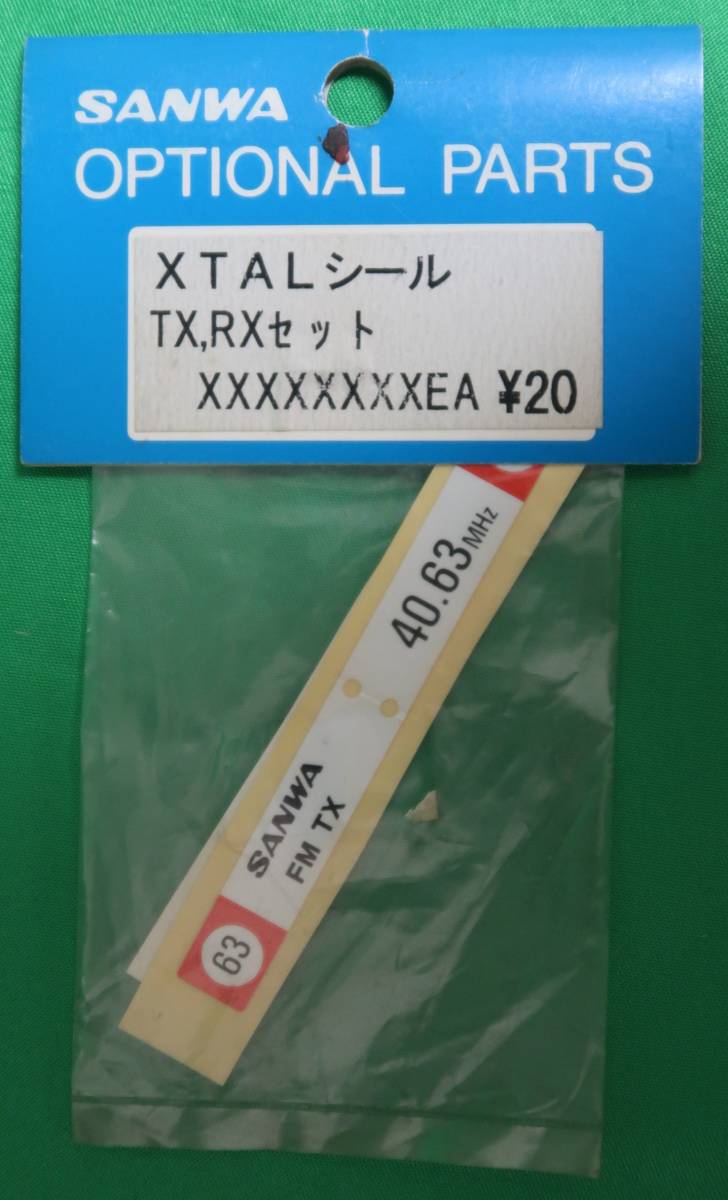 SANWA
OPTIONAL PARTS
XTALシール
TX,RXセット
XXXXXXXXEA ¥20
40.63MHz
SANWA
FM TX
63